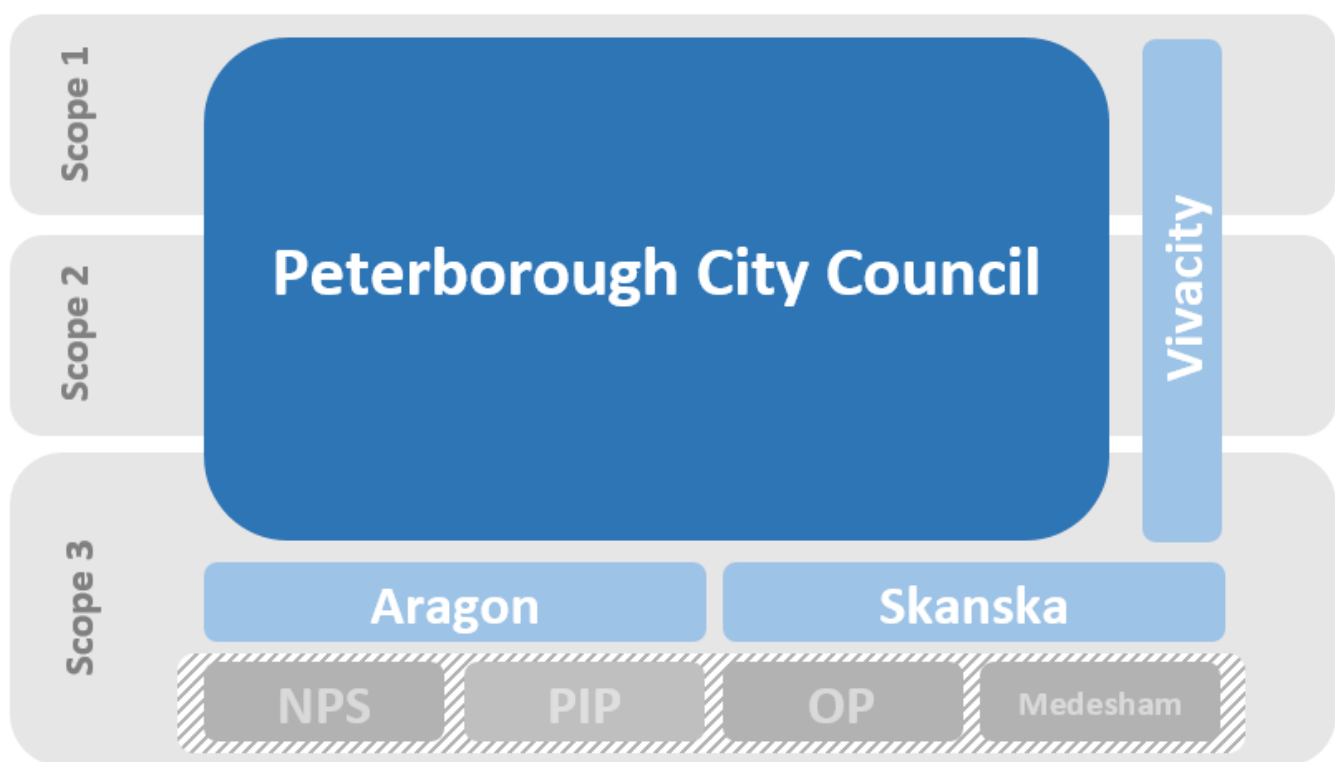 Scope 1
Peterborough City Council
Vivacity
Scope 2
Scope 3
Aragon
Skanska
NPS
PIP
OP
Medesham